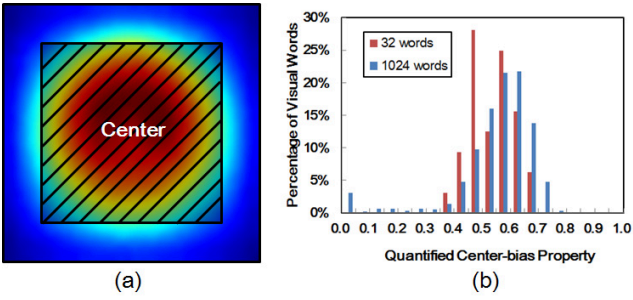 Center
(a)
Percentage of Visual Words
30%
25%
20%
15%
10%
5%
0%
32 words
1024 words
0.0 0.1 0.2 0.3 0.4 0.5 0.6 0.7 0.8 0.9 1.0
Quantified Center-bias Property
(b)